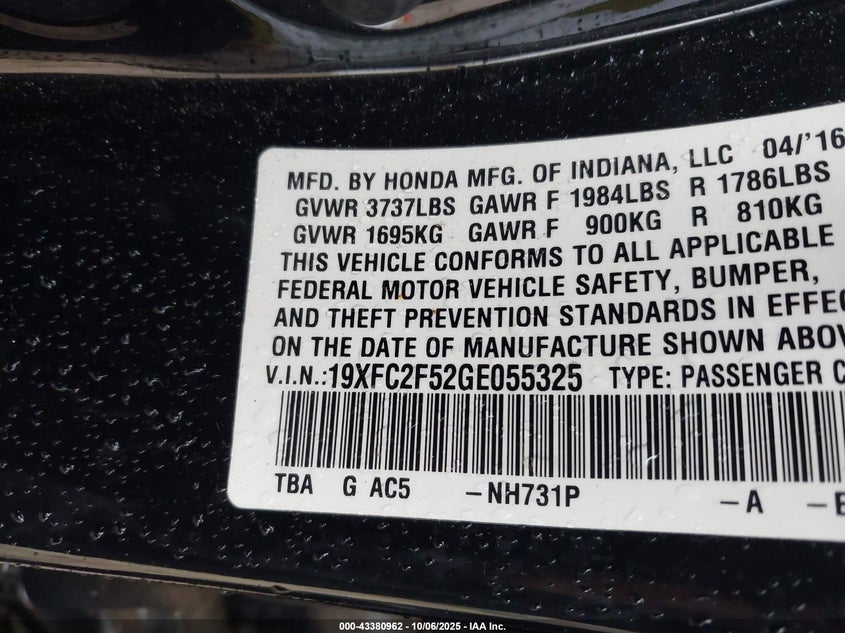 MFD. BY HONDA MFG. OF INDIANA, LLC 04/'16
GVWR 3737LBS GAWR F 1984LBS R 1786LBS
GVWR 1695KG GAWR F 900KG R 810KG
THIS VEHICLE CONFORMS TO ALL APPLICABLE
FEDERAL MOTOR VEHICLE SAFETY, BUMPER,
AND THEFT PREVENTION STANDARDS IN EFFEC
ON THE DATE OF MANUFACTURE SHOWN ABOV
V.I.N.:19XFC2F52GE055325 TYPE: PASSENGER C
TBA G AC5 -NH731P -A -E
000-43380962 - 10/06/2025 - IAA Inc.